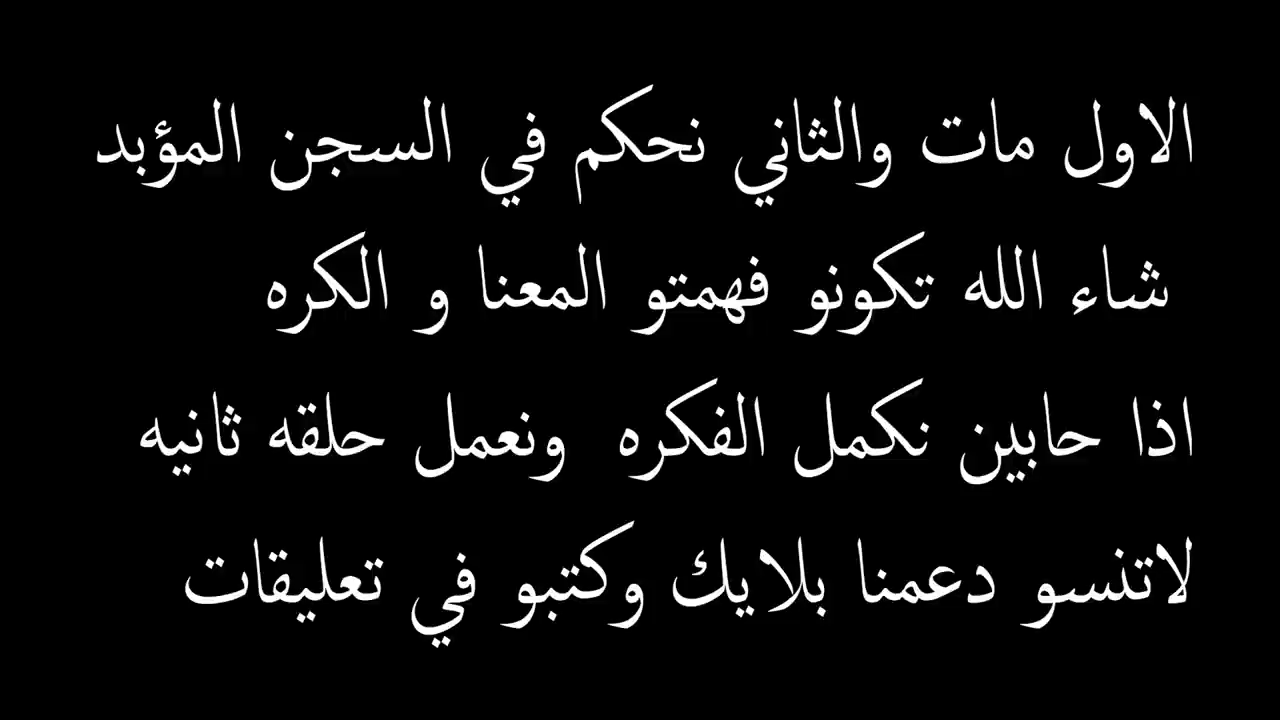 الاول مات والثاني نحكم في السجن المؤبد
شاء الله تكونو فهمتو المعنا و الكره
اذا حابين نكمل الفكره ونعمل حلقه ثانيه
لاتنسو دعمنا بلايك وكتبو في تعليقات